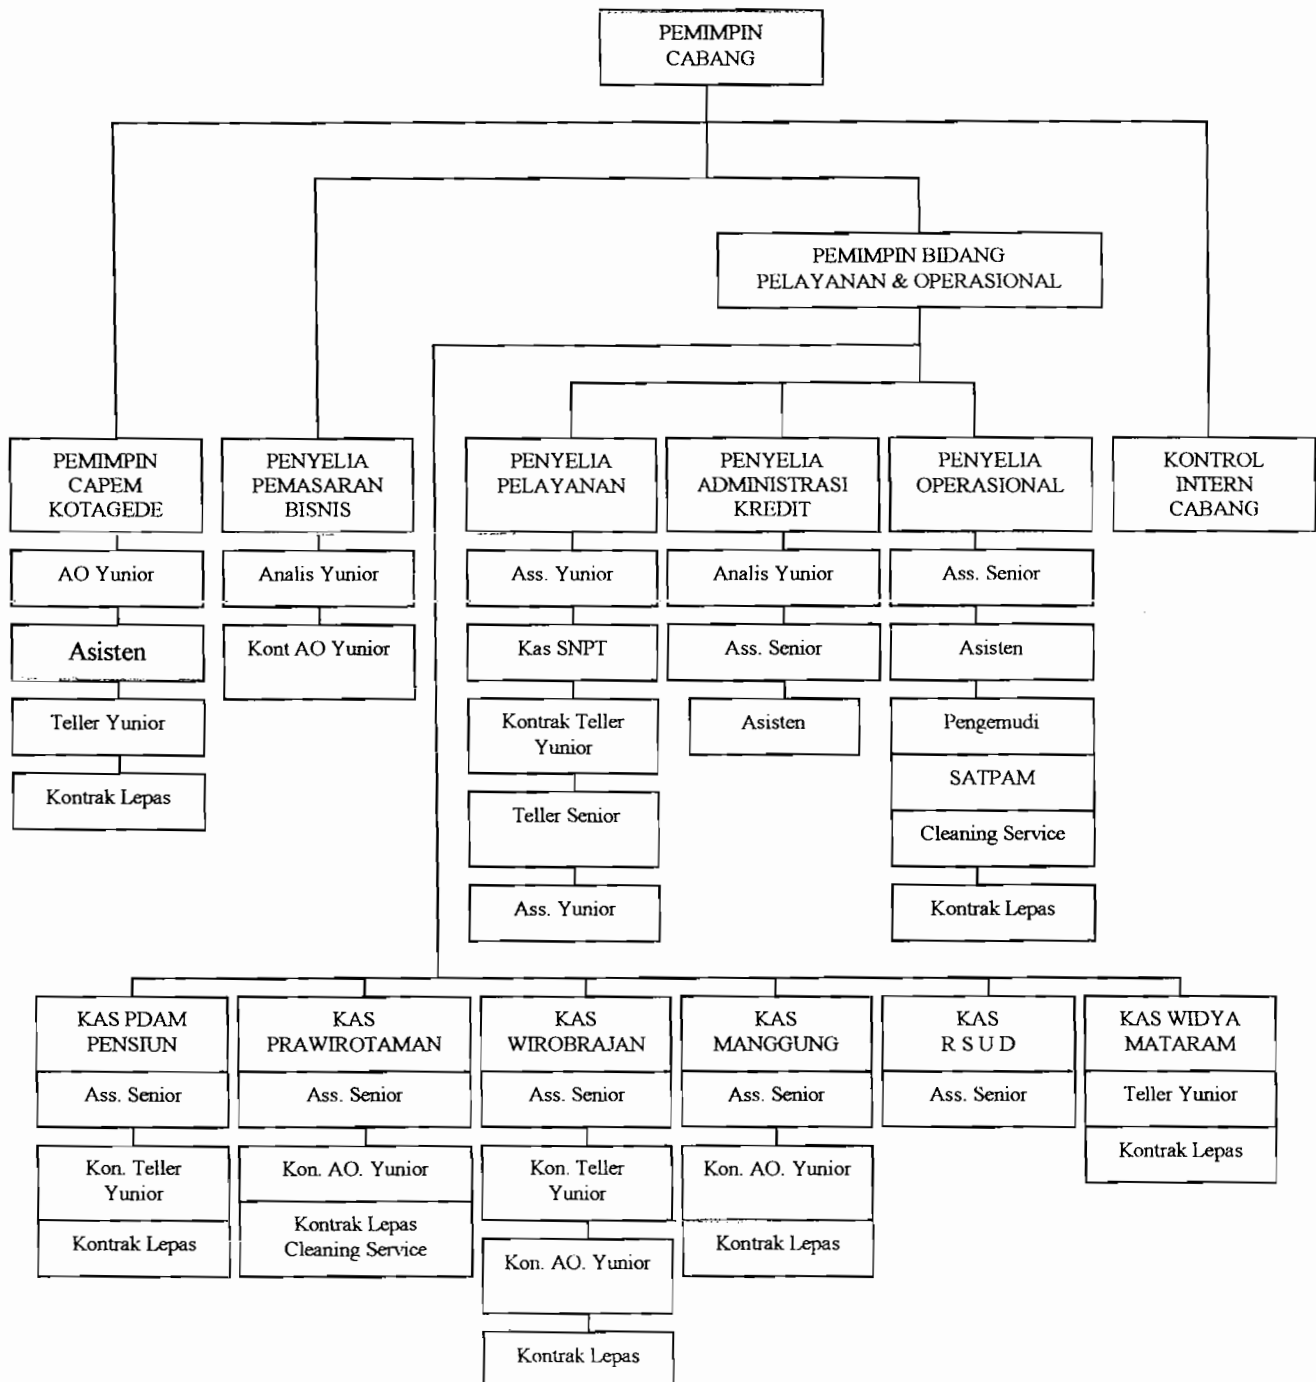 PEMIMPIN
CABANG
PEMIMPIN BIDANG
PELAYANAN & OPERASIONAL
PEMIMPIN
CAPEM
KOTAGEDE
AO Yunior
Asisten
Teller Yunior
Kontrak Lepas
PENYELIA
PEMASARAN
BISNIS
Analis Yunior
Kont AO Yunior
PENYELIA
PELAYANAN
Ass. Yunior
Kas SNPT
Kontrak Teller
Yunior
Teller Senior
Ass. Yunior
PENYELIA
ADMINISTRASI
KREDIT
Analis Yunior
Ass. Senior
Asisten
PENYELIA
OPERASIONAL
Ass. Senior
Asisten
Pengemudi
SATPAM
Cleaning Service
Kontrak Lepas
KONTROL
INTERN
CABANG
KAS PDAM
PENSIUN
Ass. Senior
Kon. Teller
Yunior
Kontrak Lepas
KAS
PRAWIROTAMAN
Ass. Senior
Kon. AO. Yunior
Kontrak Lepas
Cleaning Service
KAS
WIROBRAJAN
Ass. Senior
Kon. Teller
Yunior
Kon. AO. Yunior
Kontrak Lepas
KAS
MANGGUNG
Ass. Senior
Kon. AO. Yunior
Kontrak Lepas
KAS
R S U D
Ass. Senior
KAS WIDYA
MATARAM
Teller Yunior
Kontrak Lepas